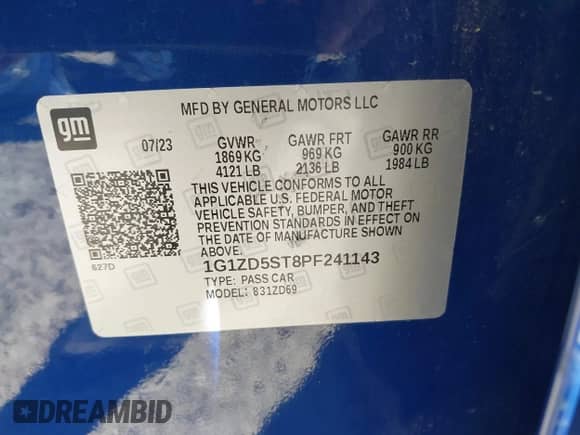 gm
MFD BY GENERAL MOTORS LLC
07/23 GVWR GAWR FRT GAWR RR
1869 KG 969 KG 900 KG
4121 LB 2136 LB 1984 LB
THIS VEHICLE CONFORMS TO ALL
APPLICABLE U.S. FEDERAL MOTOR
VEHICLE SAFETY, BUMPER, AND THEFT
PREVENTION STANDARDS IN EFFECT ON
THE DATE OF MANUFACTURE SHOWN
ABOVE.
627D
1G1ZD5ST8PF241143
TYPE: PASS CAR
MODEL: 831ZD69
DREAMBID